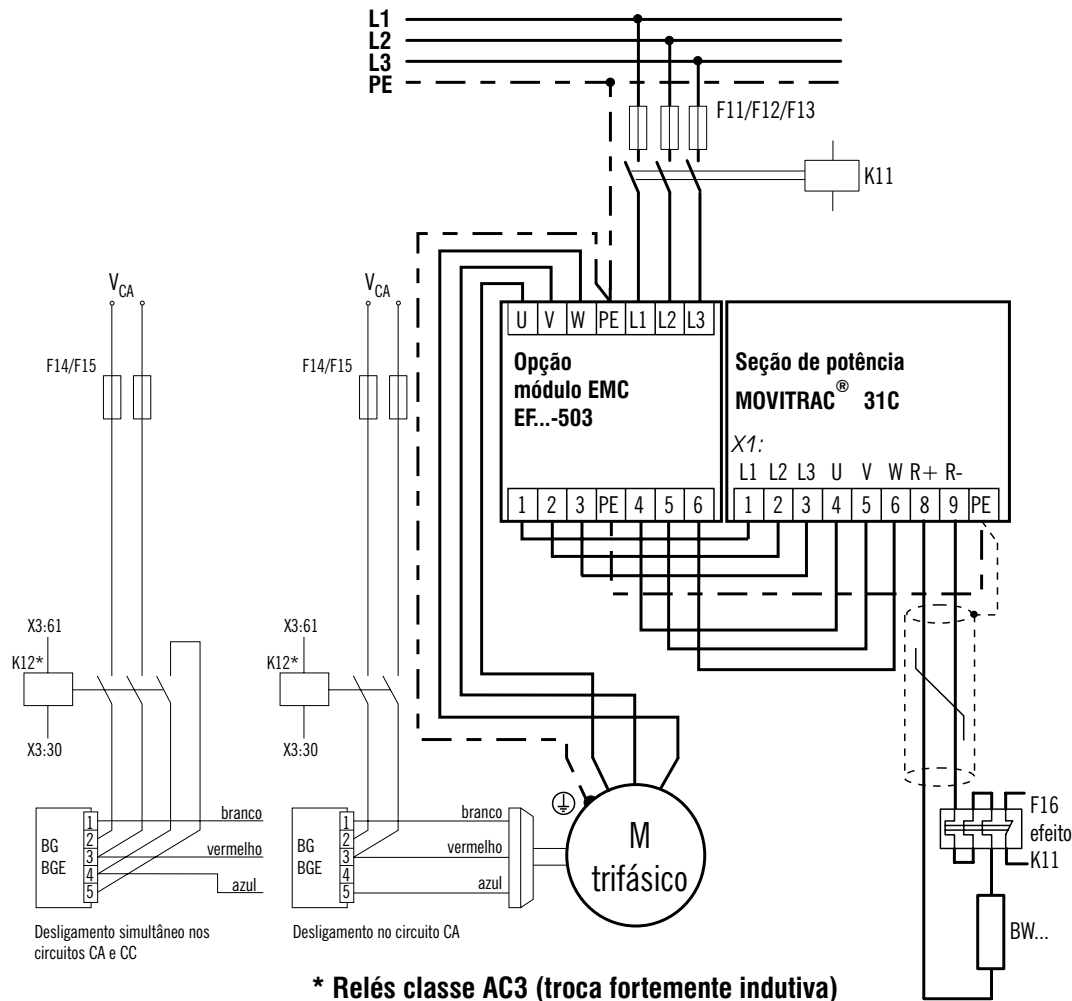 L1
L2
L3
PE
F11/F12/F13
K11
V_CA
V_CA
F14/F15
F14/F15
U V W PE L1 L2 L3
Opção
módulo EMC
EF...-503
1 2 3 PE 4 5 6
Seção de potência
MOVITRAC® 31C
X1:
L1 L2 L3 U V W R+ R-
1 2 3 4 5 6 8 9 PE
X3:61
K12*
X3:30
X3:61
K12*
X3:30
BG
BGE
1
2
3
4
5
branco
vermelho
azul
Desligamento simultâneo nos
circuitos CA e CC
BG
BGE
1
2
3
4
5
branco
vermelho
azul
Desligamento no circuito CA
M
trifásico
F16
efeito
K11
BW...
* Relés classe AC3 (troca fortemente indutiva)